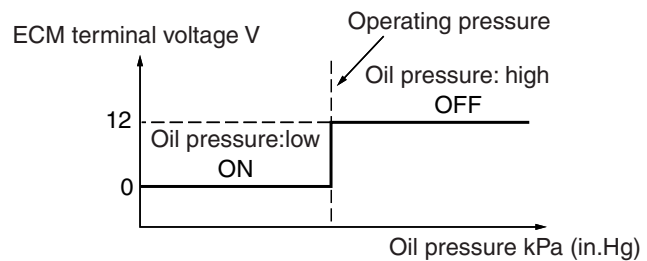 Operating pressure
ECM terminal voltage V
Oil pressure: high
OFF
12
Oil pressure:low
ON
0
Oil pressure kPa (in.Hg)